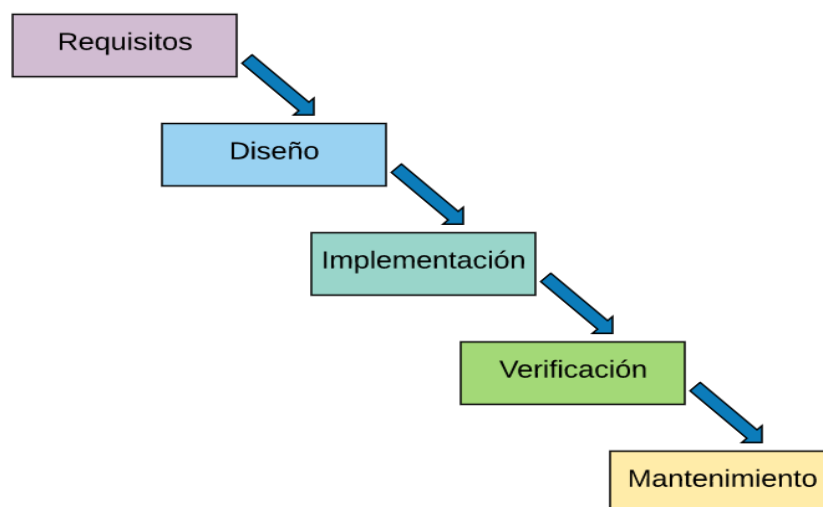 Requisitos
Diseño
Implementación
Verificación
Mantenimiento